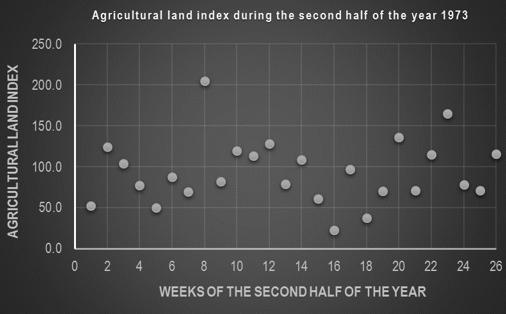 Agricultural land index during the second half of the year 1973
250.0
200.0
150.0
100.0
50.0
0.0
AGRICULTURAL LAND INDEX
0 2 4 6 8 10 12 14 16 18 20 22 24 26
WEEKS OF THE SECOND HALF OF THE YEAR